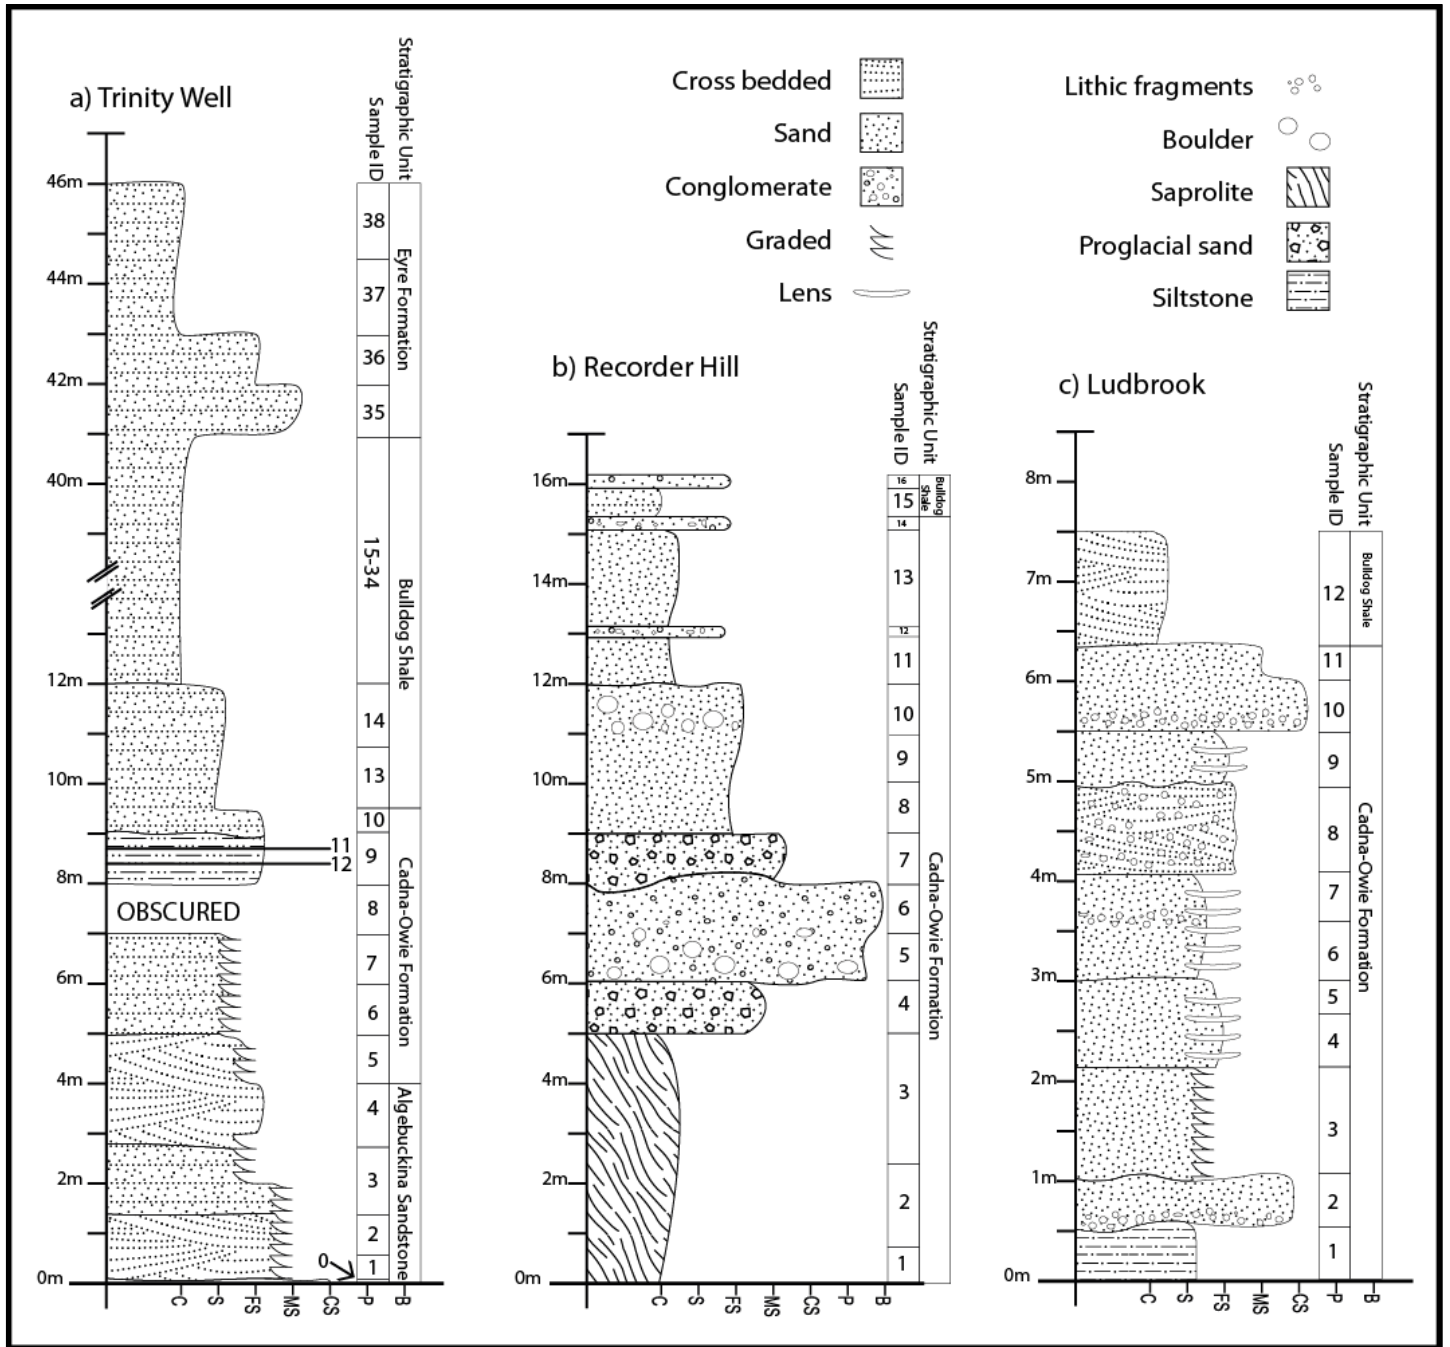 a) Trinity Well
Sample ID
Stratigraphic Unit
46m
44m
42m
40m
12m
10m
8m
6m
4m
2m
0m
OBSCURED
38
37
36
35
15-34
14
13
10
11
9
12
8
7
6
5
4
3
2
0
1
Eyre Formation
Bulldog Shale
Cadna-Owie Formation
Algebuckina Sandstone
C
S
FS
MS
CS
P
B
Cross bedded
Sand
Conglomerate
Graded
Lens
Lithic fragments
Boulder
Saprolite
Proglacial sand
Siltstone
b) Recorder Hill
Sample ID
Stratigraphic Unit
16m
14m
12m
10m
8m
6m
4m
2m
0m
16
15
14
13
12
11
10
9
8
7
6
5
4
3
2
1
Bulldog
Shale
Cadna-Owie Formation
C
S
FS
MS
CS
P
B
c) Ludbrook
Sample ID
Stratigraphic Unit
8m
7m
6m
5m
4m
3m
2m
1m
0m
12
11
10
9
8
7
6
5
4
3
2
1
Bulldog Shale
Cadna-Owie Formation
C
S
FS
MS
CS
P
B